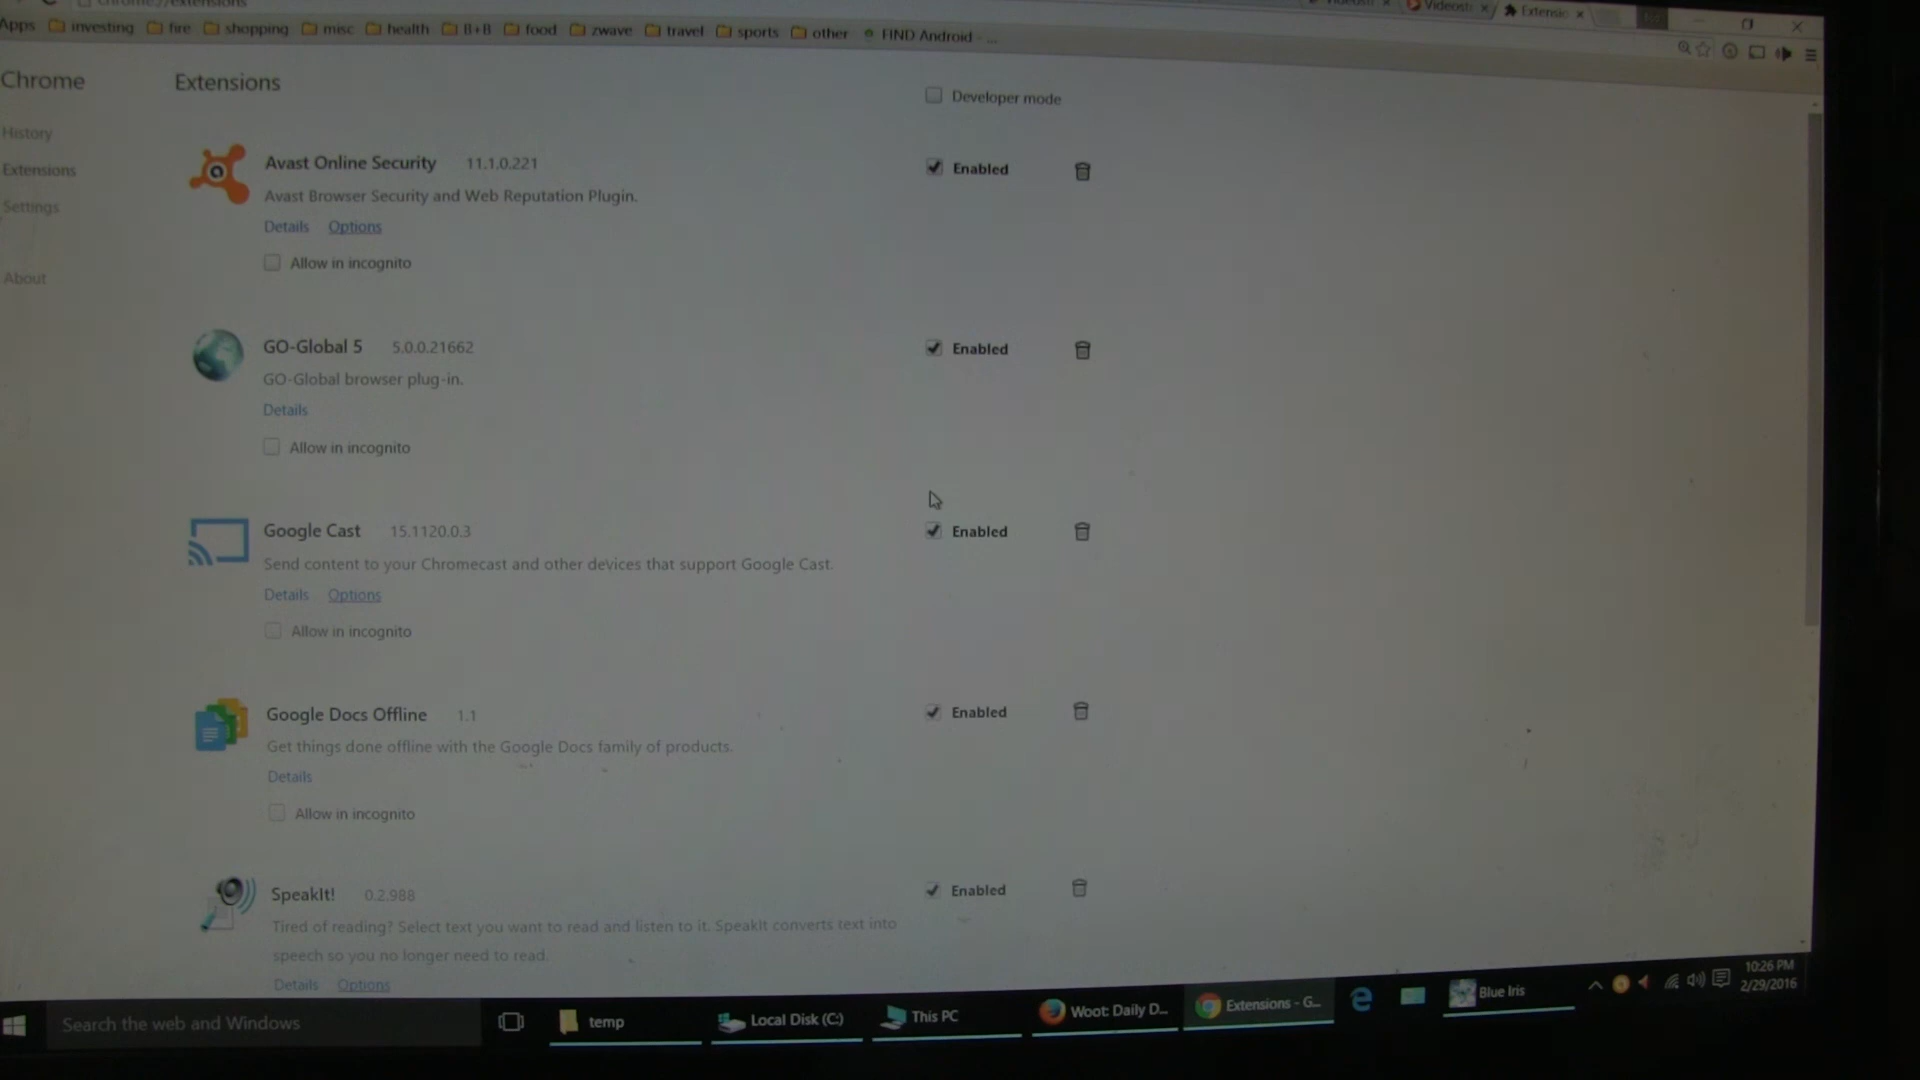 chrome://extensions
Videost
Extensio
Apps investing fire shopping misc health B+B food zwave travel sports other FIND Android - ...
Chrome
Extensions
Developer mode
History
Extensions
Settings
About
Avast Online Security 11.1.0.221
Enabled
Avast Browser Security and Web Reputation Plugin.
Details Options
Allow in incognito
GO-Global 5 5.0.0.21662
Enabled
GO-Global browser plug-in.
Details
Allow in incognito
Google Cast 15.1120.0.3
Enabled
Send content to your Chromecast and other devices that support Google Cast.
Details Options
Allow in incognito
Google Docs Offline 1.1
Enabled
Get things done offline with the Google Docs family of products.
Details
Allow in incognito
SpeakIt! 0.2.988
Enabled
Tired of reading? Select text you want to read and listen to it. SpeakIt converts text into
speech so you no longer need to read.
Details Options
Search the web and Windows
temp
Local Disk (C:)
This PC
Woot: Daily D...
Extensions - G...
Blue Iris
10:26 PM
2/29/2016